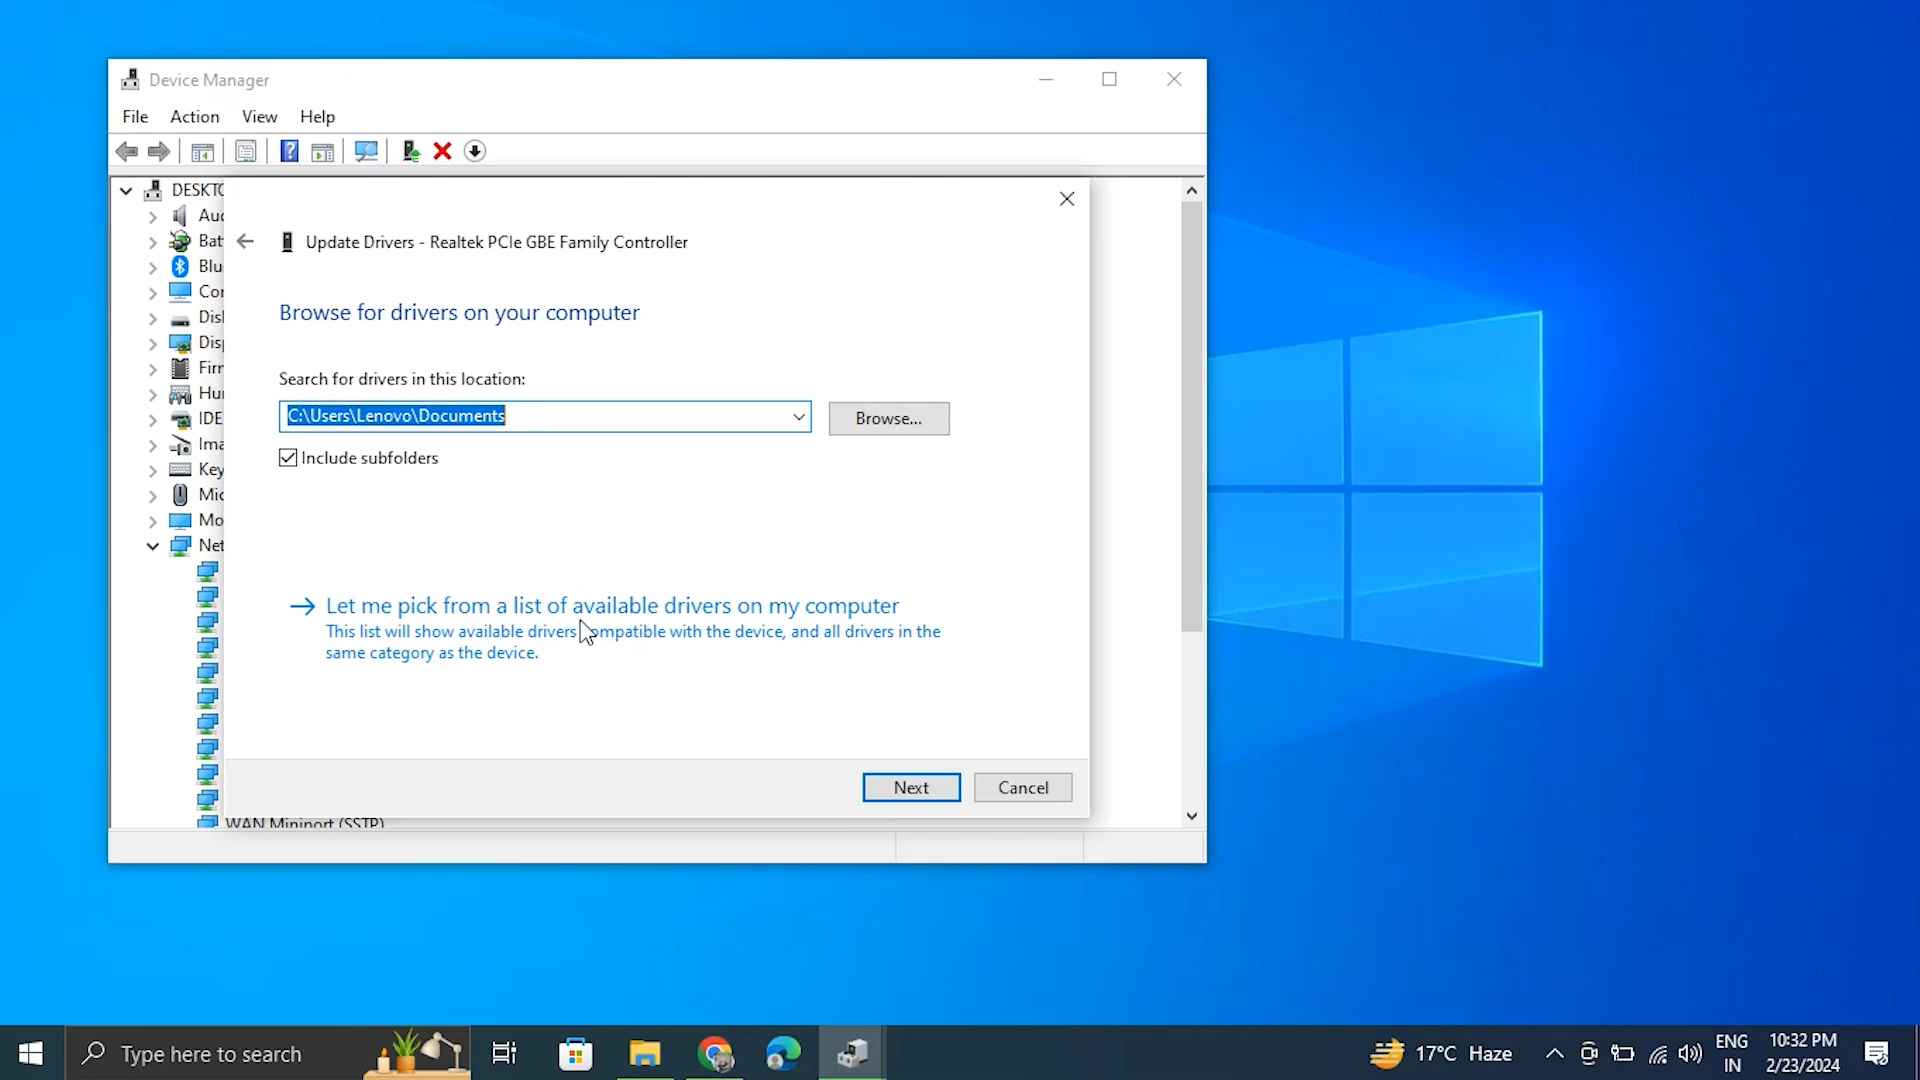 Device Manager
File Action View Help
DESKTO
Aud
Batt
Update Drivers - Realtek PCIe GBE Family Controller
Blu
Con
Disk
Browse for drivers on your computer
Disp
Firm
Search for drivers in this location:
Hum
C:\Users\Lenovo\Documents
Browse...
IDE
Ima
Include subfolders
Key
Mic
Mo
Net
Let me pick from a list of available drivers on my computer
This list will show available drivers compatible with the device, and all drivers in the
same category as the device.
Next Cancel
WAN Miniport (SSTP)
Type here to search
17°C Haze
ENG
IN
10:32 PM
2/23/2024